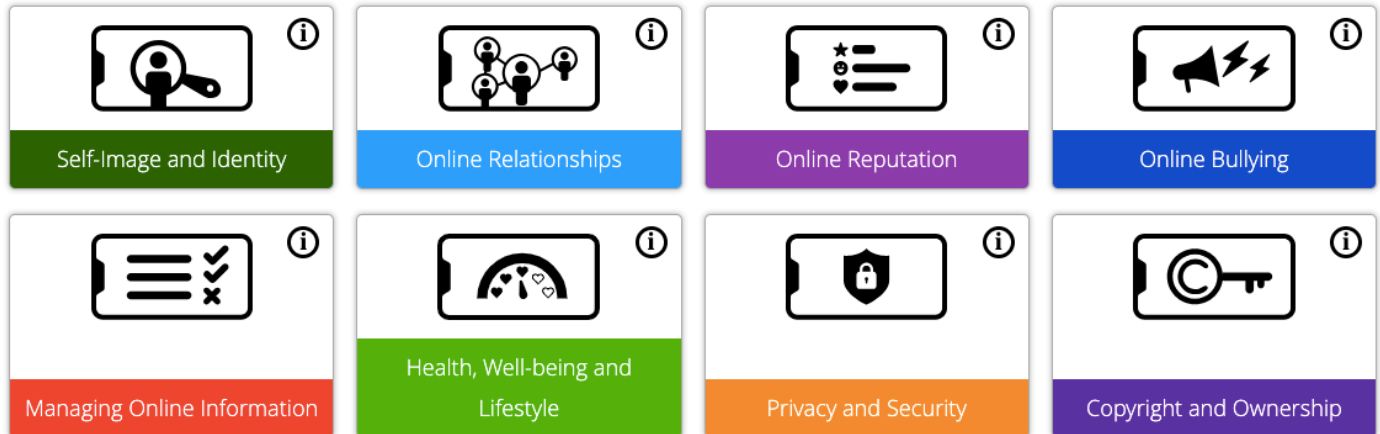 i
i
i
i
Self-Image and Identity
Online Relationships
Online Reputation
Online Bullying
i
i
i
C i
Managing Online Information
Health, Well-being and
Lifestyle
Privacy and Security
Copyright and Ownership